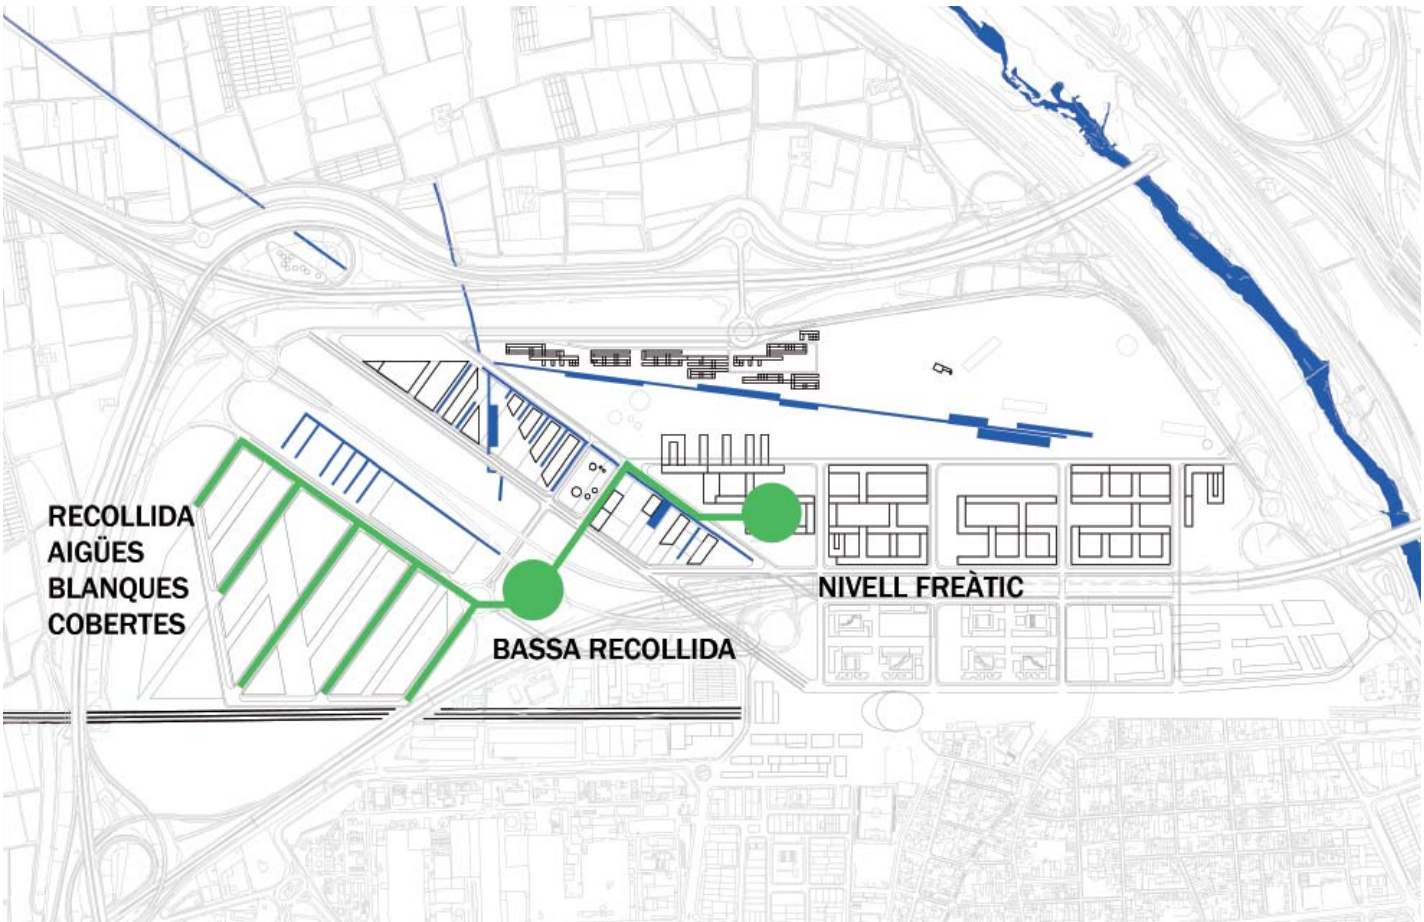 RECOLLIDA
AIGÜES
BLANQUES
COBERTES
BASSA RECOLLIDA
NIVELL FREÀTIC